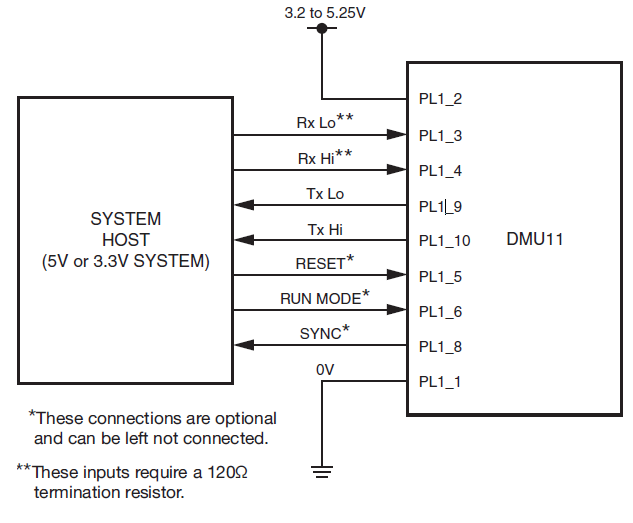 3.2 to 5.25V
PL1_2
Rx Lo**
PL1_3
Rx Hi**
PL1_4
Tx Lo
PL1_9
Tx Hi
PL1_10
SYSTEM
HOST
(5V or 3.3V SYSTEM)
DMU11
RESET*
PL1_5
RUN MODE*
PL1_6
SYNC*
PL1_8
0V
PL1_1
*These connections are optional
and can be left not connected.
**These inputs require a 120Ω
termination resistor.